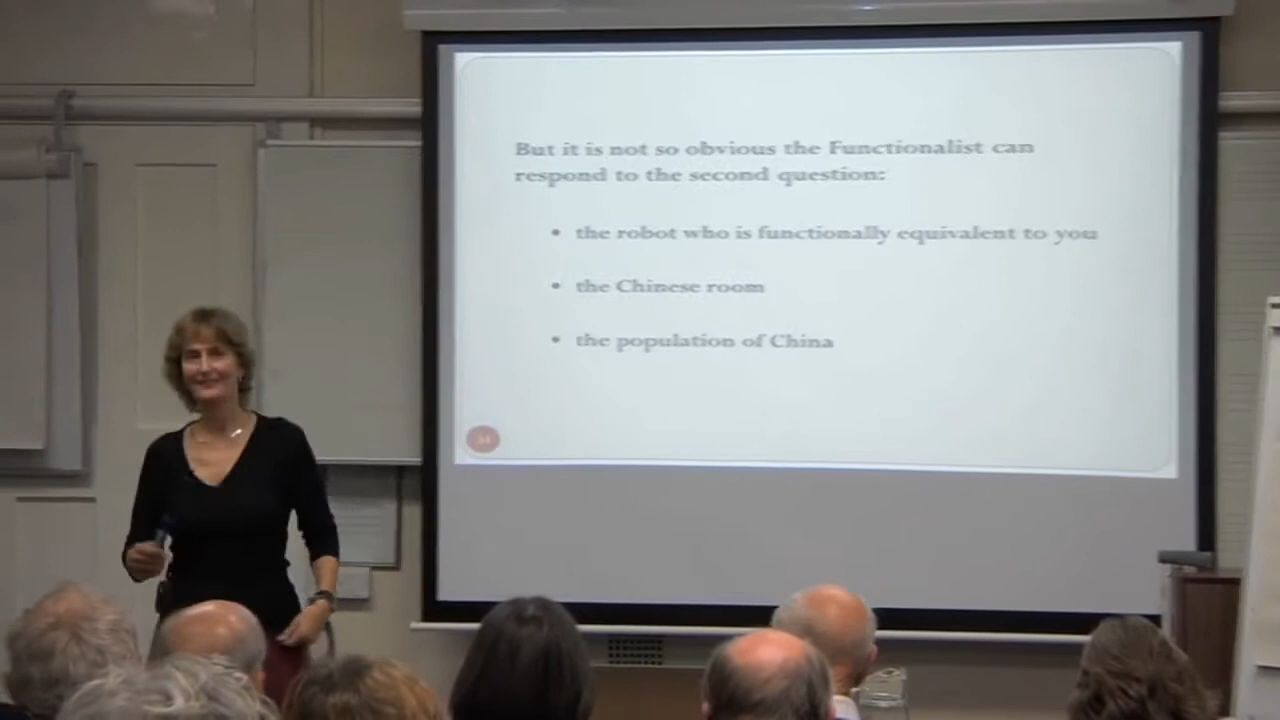 But it is not so obvious the Functionalist can
respond to the second question:
• the robot who is functionally equivalent to you
• the Chinese room
• the population of China